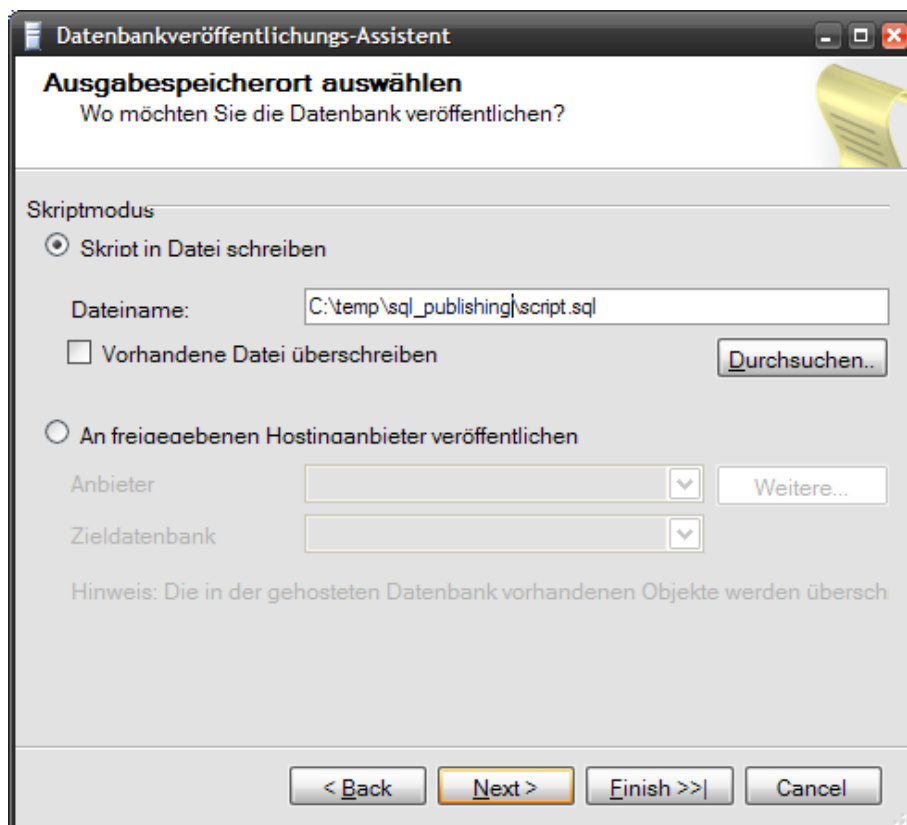 Datenbankveröffentlichungs-Assistent
Ausgabespeicherort auswählen
Wo möchten Sie die Datenbank veröffentlichen?
Skriptmodus
Skript in Datei schreiben
Dateiname: C:\temp\sql_publishing\script.sql
Vorhandene Datei überschreiben Durchsuchen..
An freigegebenen Hostinganbieter veröffentlichen
Anbieter Weitere...
Zieldatenbank
Hinweis: Die in der gehosteten Datenbank vorhandenen Objekte werden übersch
< Back Next > Finish >>| Cancel